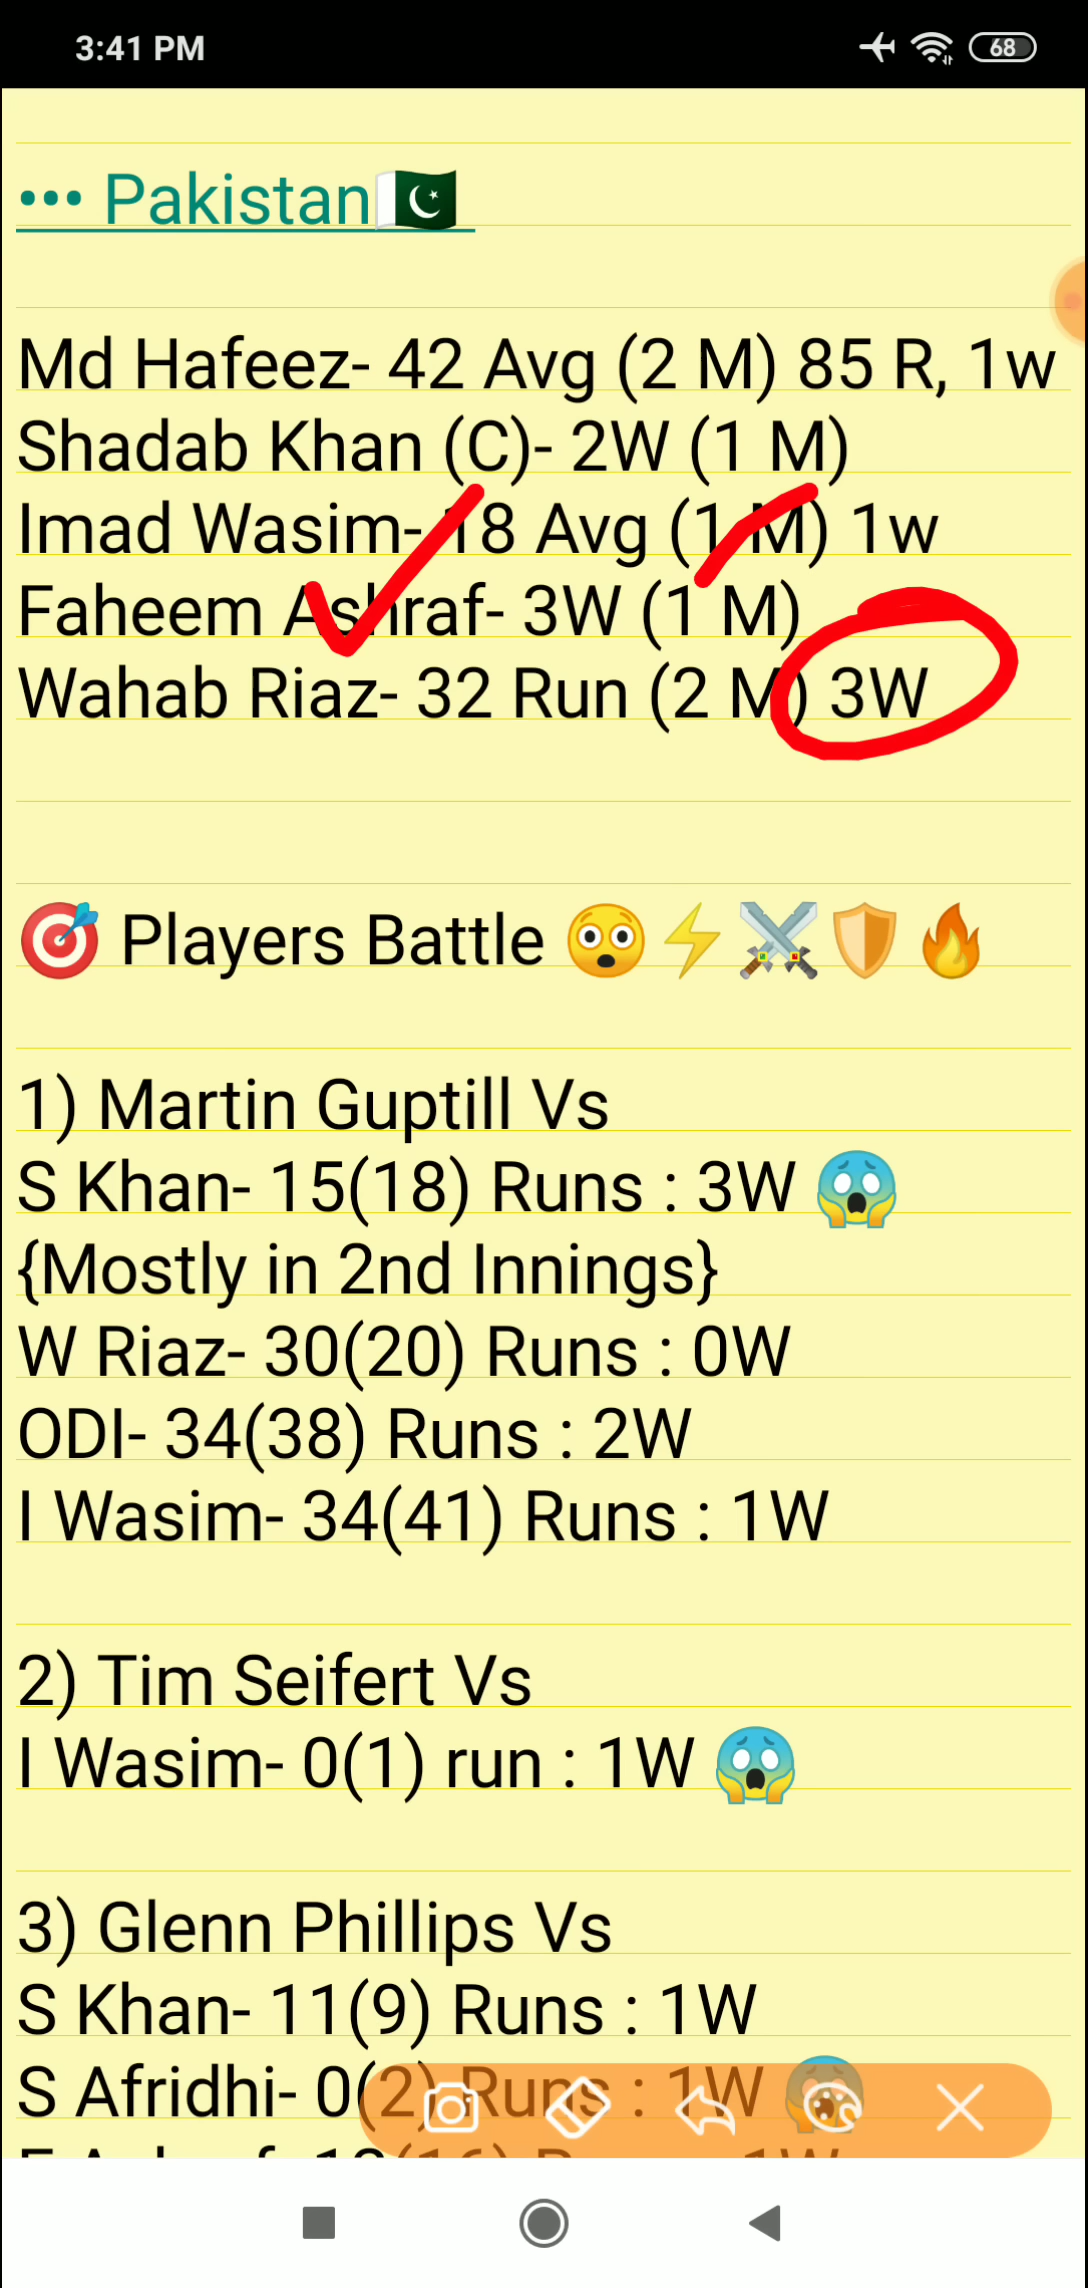 3:41 PM
68
••• Pakistan🇵🇰
Md Hafeez- 42 Avg (2 M) 85 R, 1w
Shadab Khan (C)- 2W (1 M)
Imad Wasim- 18 Avg (1 M) 1w
Faheem Ashraf- 3W (1 M)
Wahab Riaz- 32 Run (2 M) 3W
🎯 Players Battle 😲⚡⚔️🛡️🔥
1) Martin Guptill Vs
S Khan- 15(18) Runs : 3W 😱
{Mostly in 2nd Innings}
W Riaz- 30(20) Runs : 0W
ODI- 34(38) Runs : 2W
I Wasim- 34(41) Runs : 1W
2) Tim Seifert Vs
I Wasim- 0(1) run : 1W 😱
3) Glenn Phillips Vs
S Khan- 11(9) Runs : 1W
S Afridhi- 0(2) Runs : 1W 😱